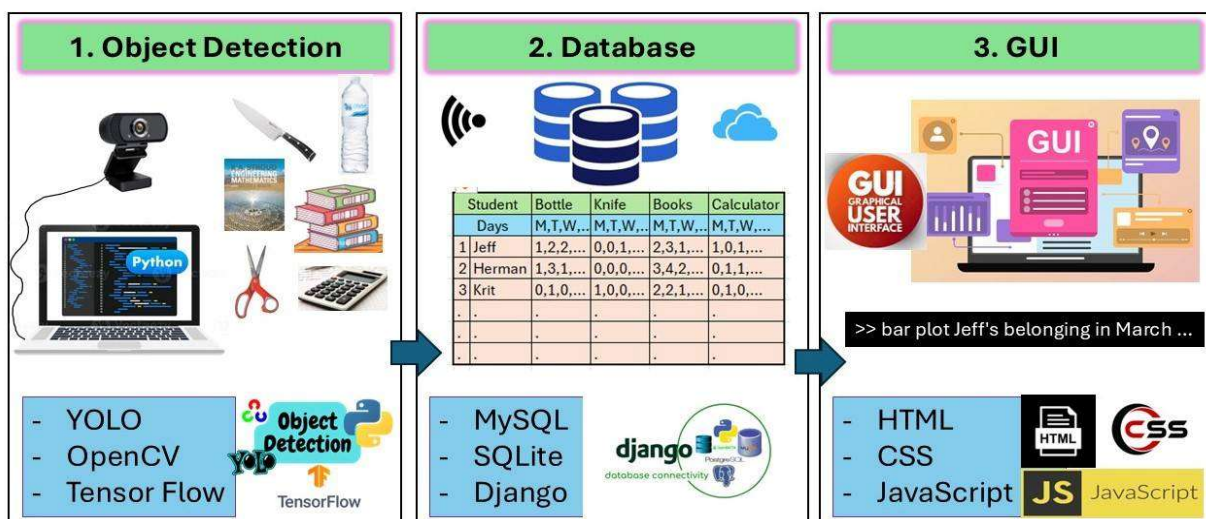 1. Object Detection
K.A. STROUD
ENGINEERING
MATHEMATICS
Python
- YOLO
- OpenCV
- Tensor Flow
Object
Detection
YOLO
TensorFlow
2. Database
Student Bottle Knife Books Calculator
Days M,T,W,... M,T,W,... M,T,W,... M,T,W,...
1 Jeff 1,2,2,... 0,0,1,... 2,3,1,... 1,0,1,...
2 Herman 1,3,1,... 0,0,0,... 3,4,2,... 0,1,1,...
3 Krit 0,1,0,... 1,0,0,... 2,2,1,... 0,1,0,...
. . . . . .
. . . . . .
. . . . . .
- MySQL
- SQLite
- Django
django
database connectivity
PostgreSQL
3. GUI
GUI
GUI
GRAPHICAL
USER
INTERFACE
>> bar plot Jeff's belonging in March ...
- HTML
- CSS
- JavaScript
HTML
CSS
JS JavaScript